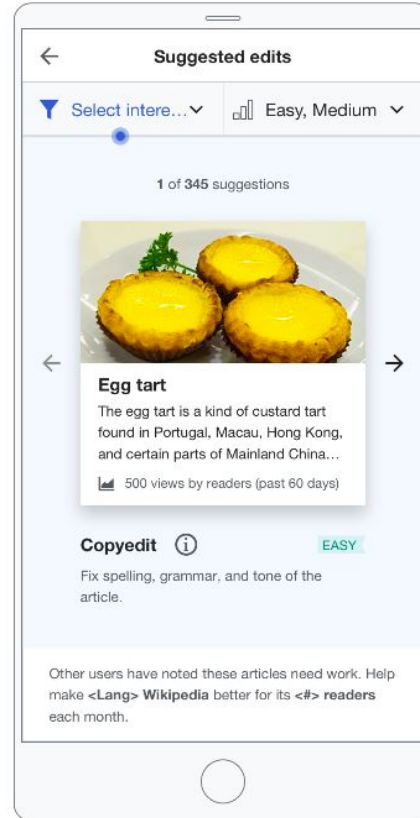 Suggested edits
Select intere...
Easy, Medium
1 of 345 suggestions
Egg tart
The egg tart is a kind of custard tart
found in Portugal, Macau, Hong Kong,
and certain parts of Mainland China...
500 views by readers (past 60 days)
Copyedit
EASY
Fix spelling, grammar, and tone of the
article.
Other users have noted these articles need work. Help
make <Lang> Wikipedia better for its <#> readers
each month.